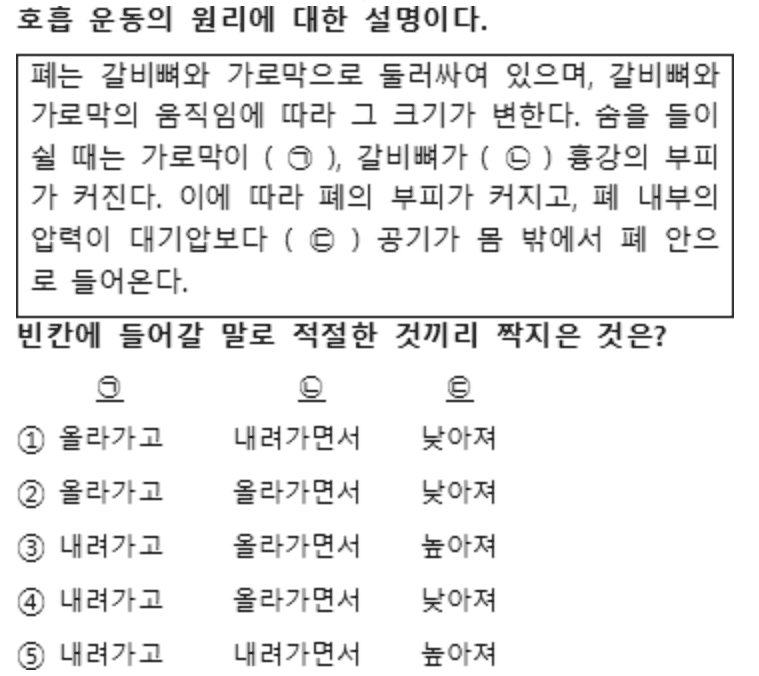 호흡 운동의 원리에 대한 설명이다.
폐는 갈비뼈와 가로막으로 둘러싸여 있으며, 갈비뼈와
가로막의 움직임에 따라 그 크기가 변한다. 숨을 들이
쉴 때는 가로막이 ( ㉠ ), 갈비뼈가 ( ㉡ ) 흉강의 부피
가 커진다. 이에 따라 폐의 부피가 커지고, 폐 내부의
압력이 대기압보다 ( ㉢ ) 공기가 몸 밖에서 폐 안으
로 들어온다.
빈칸에 들어갈 말로 적절한 것끼리 짝지은 것은?
㉠ ㉡ ㉢
① 올라가고 내려가면서 낮아져
② 올라가고 올라가면서 낮아져
③ 내려가고 올라가면서 높아져
④ 내려가고 올라가면서 낮아져
⑤ 내려가고 내려가면서 높아져